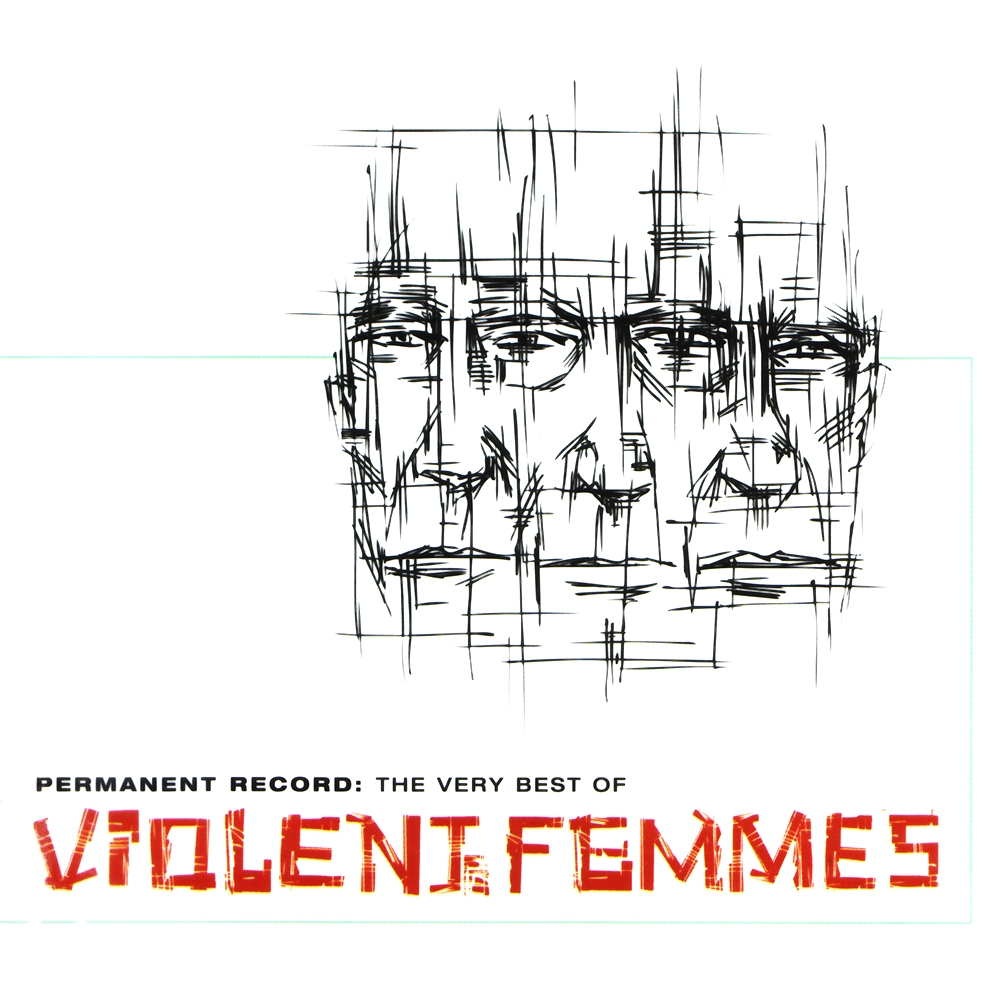 PERMANENT RECORD: THE VERY BEST OF
VIOLENT FEMMES